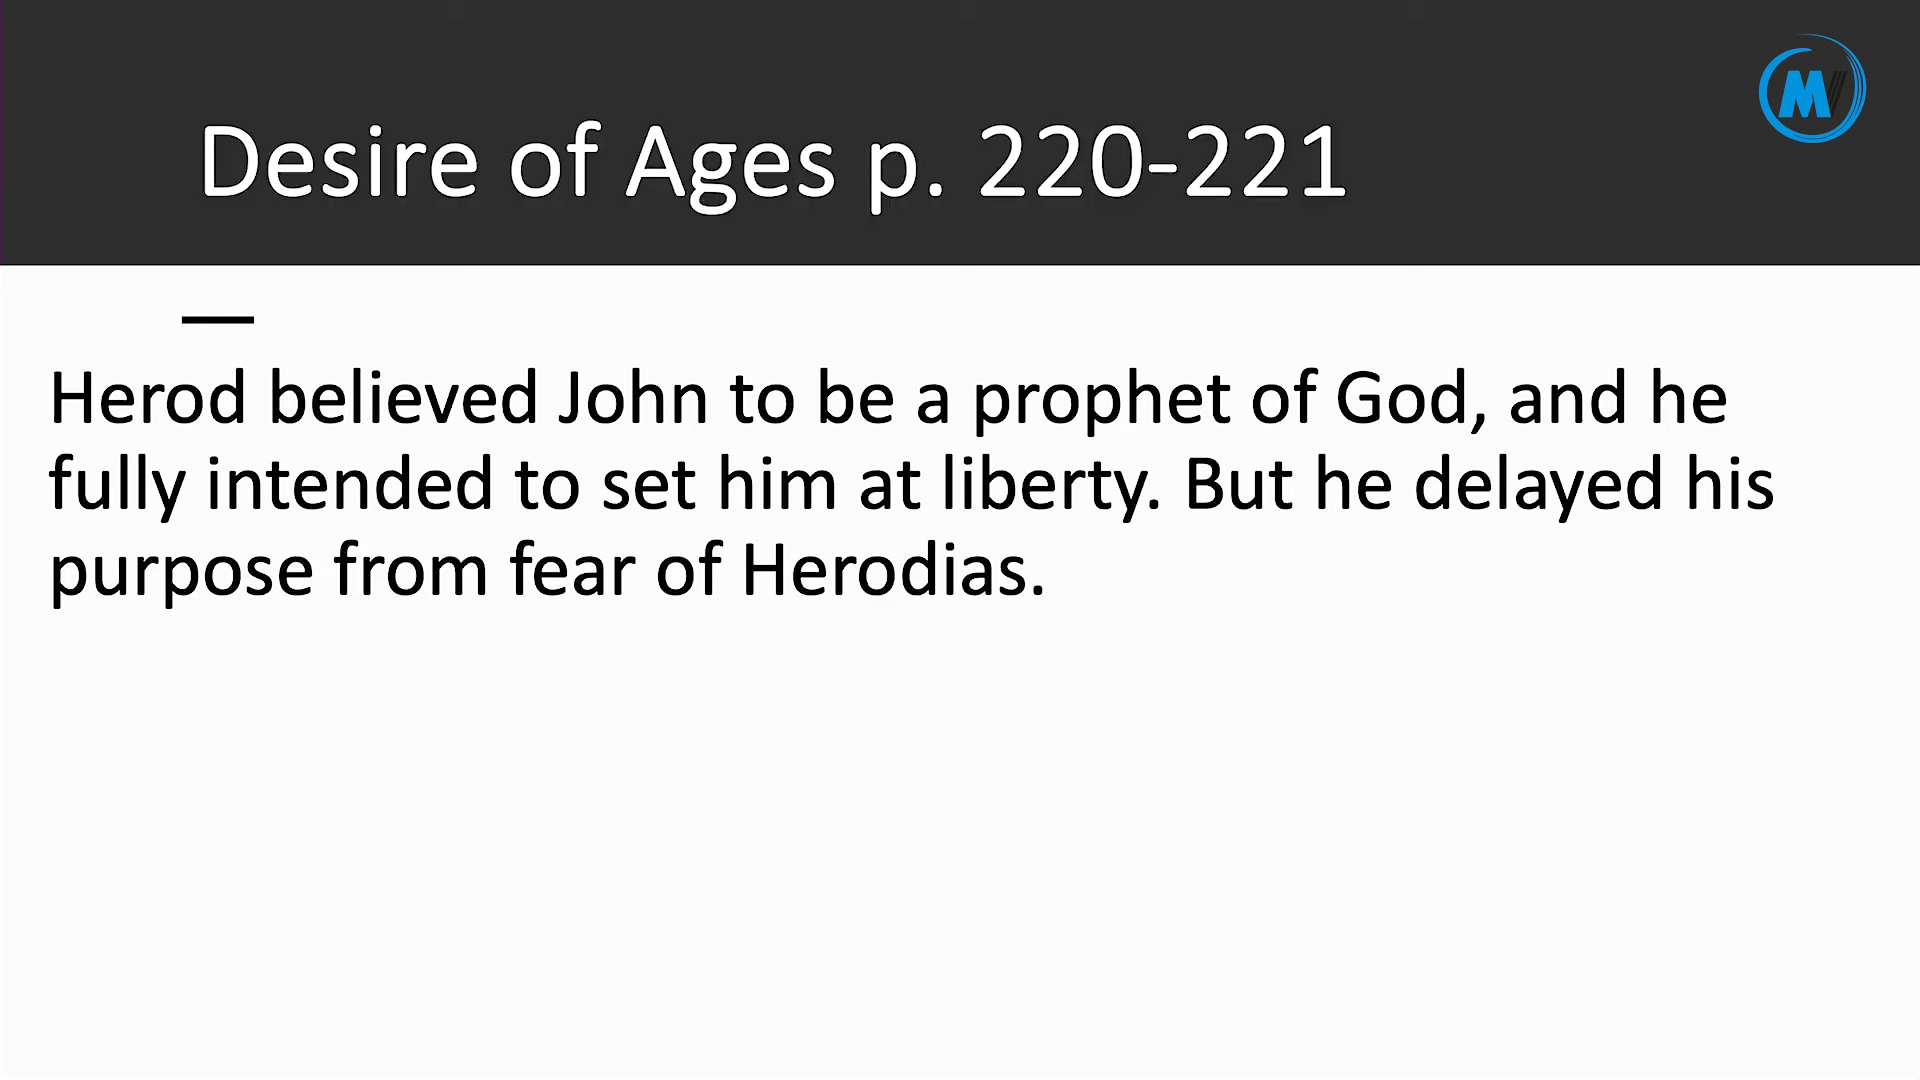 Desire of Ages p. 220-221
MV
Herod believed John to be a prophet of God, and he
fully intended to set him at liberty. But he delayed his
purpose from fear of Herodias.